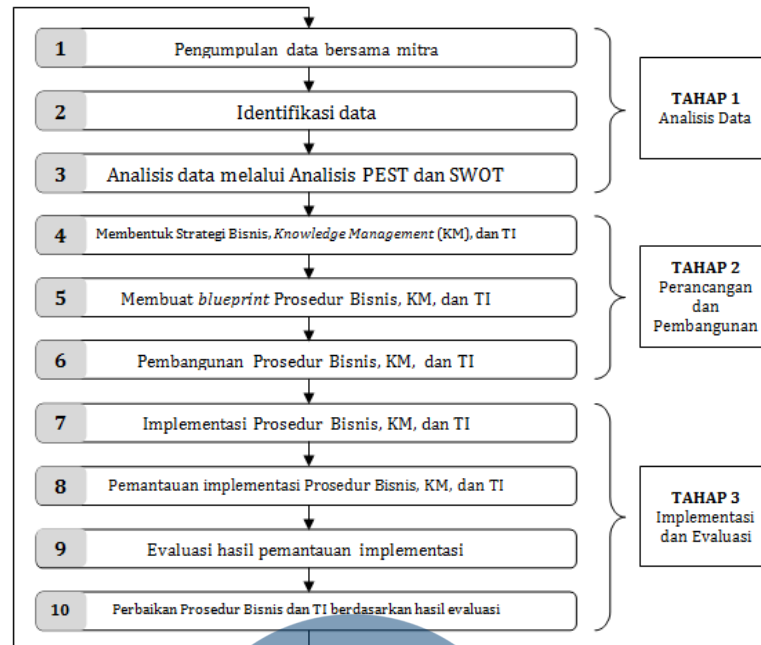 1 Pengumpulan data bersama mitra
2 Identifikasi data
3 Analisis data melalui Analisis PEST dan SWOT
TAHAP 1
Analisis Data
4 Membentuk Strategi Bisnis, Knowledge Management (KM), dan TI
5 Membuat blueprint Prosedur Bisnis, KM, dan TI
6 Pembangunan Prosedur Bisnis, KM, dan TI
TAHAP 2
Perancangan
dan
Pembangunan
7 Implementasi Prosedur Bisnis, KM, dan TI
8 Pemantauan implementasi Prosedur Bisnis, KM, dan TI
9 Evaluasi hasil pemantauan implementasi
10 Perbaikan Prosedur Bisnis dan TI berdasarkan hasil evaluasi
TAHAP 3
Implementasi
dan Evaluasi